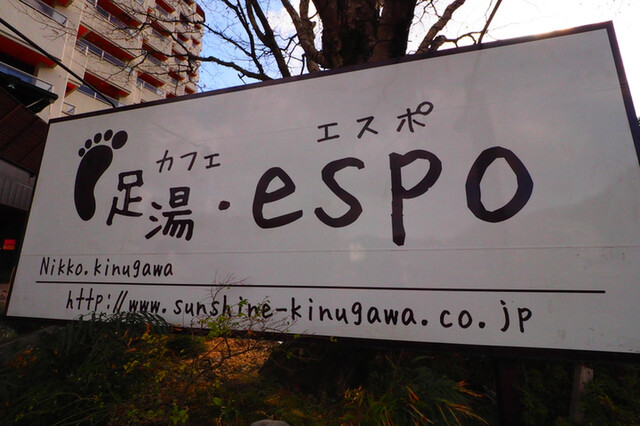 カフェ エスポ
足湯・espo
Nikko.kinugawa
http://www.sunshine-kinugawa.co.jp